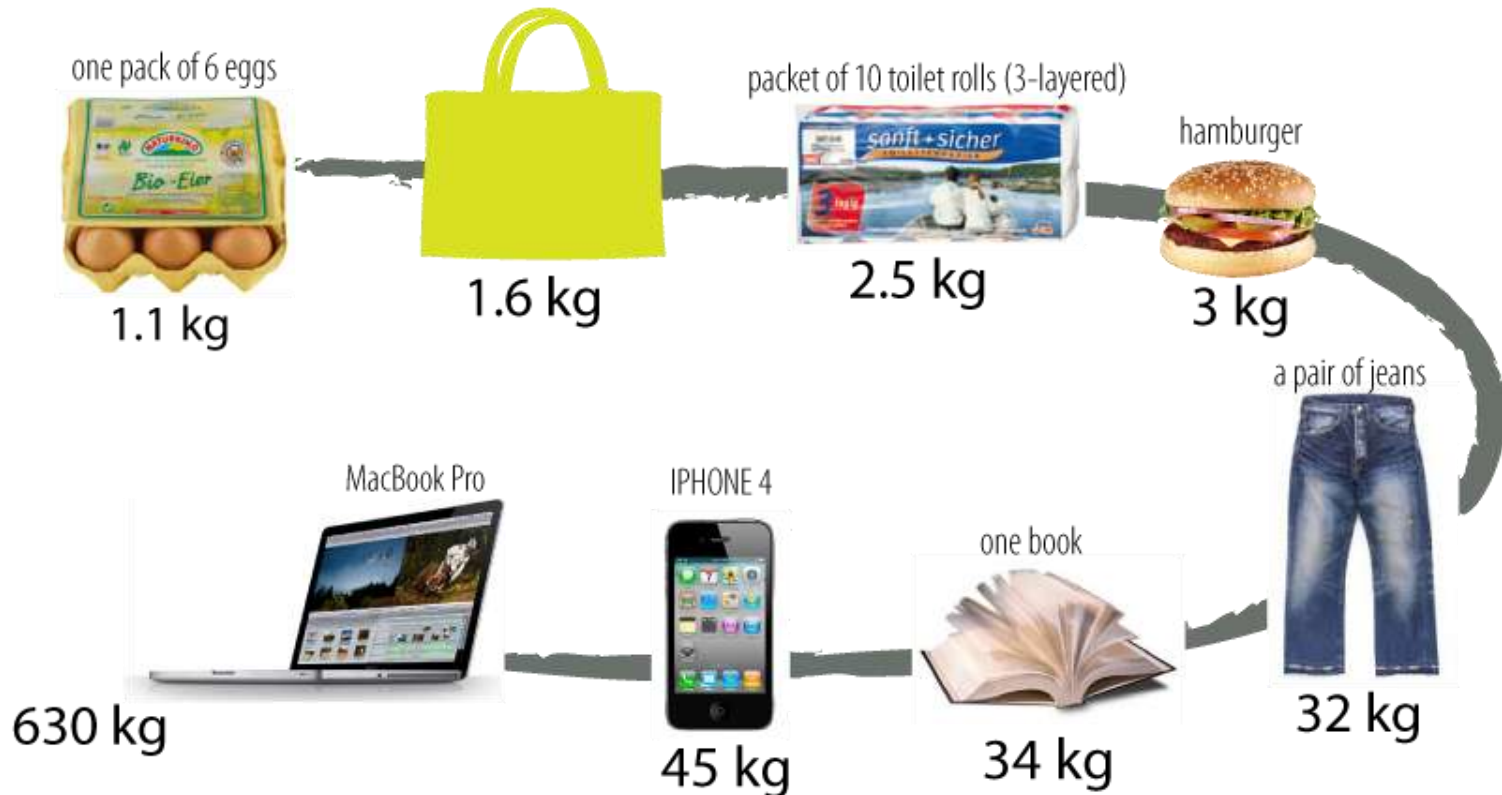 one pack of 6 eggs
NATURKIND
Bio-Eier
1.1 kg
1.6 kg
packet of 10 toilet rolls (3-layered)
sanft+sicher
3
2.5 kg
hamburger
3 kg
a pair of jeans
32 kg
one book
34 kg
IPHONE 4
45 kg
MacBook Pro
630 kg